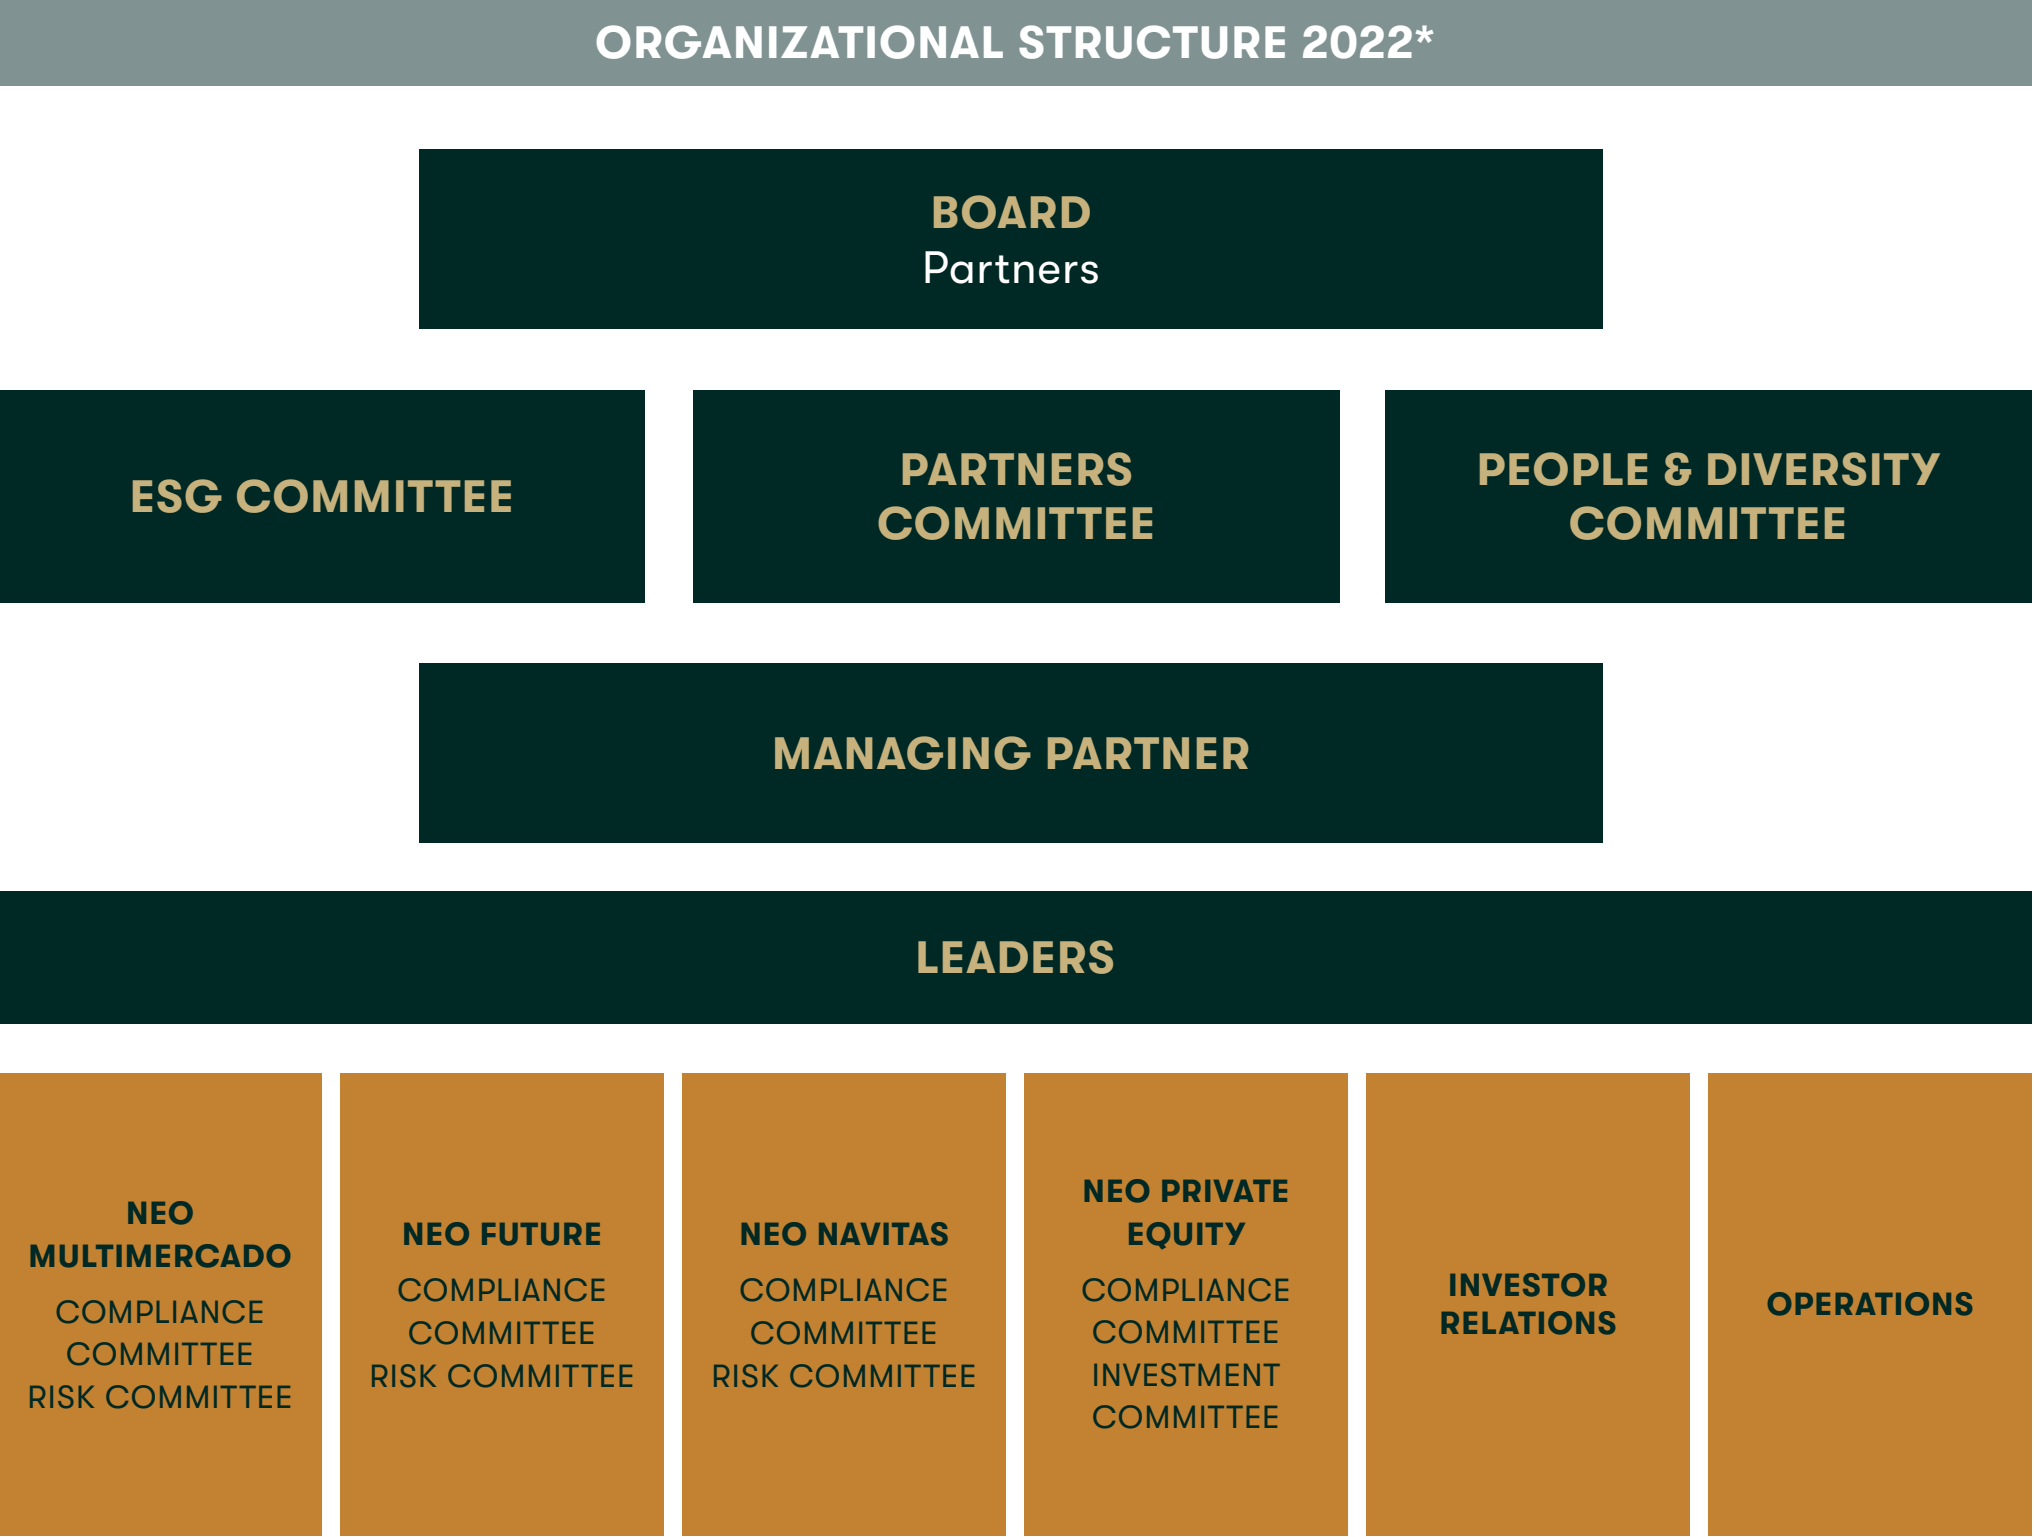 ORGANIZATIONAL STRUCTURE 2022*
BOARD
Partners
ESG COMMITTEE
PARTNERS
COMMITTEE
PEOPLE & DIVERSITY
COMMITTEE
MANAGING PARTNER
LEADERS
NEO
MULTIMERCADO
COMPLIANCE
COMMITTEE
RISK COMMITTEE
NEO FUTURE
COMPLIANCE
COMMITTEE
RISK COMMITTEE
NEO NAVITAS
COMPLIANCE
COMMITTEE
RISK COMMITTEE
NEO PRIVATE
EQUITY
COMPLIANCE
COMMITTEE
INVESTMENT
COMMITTEE
INVESTOR
RELATIONS
OPERATIONS